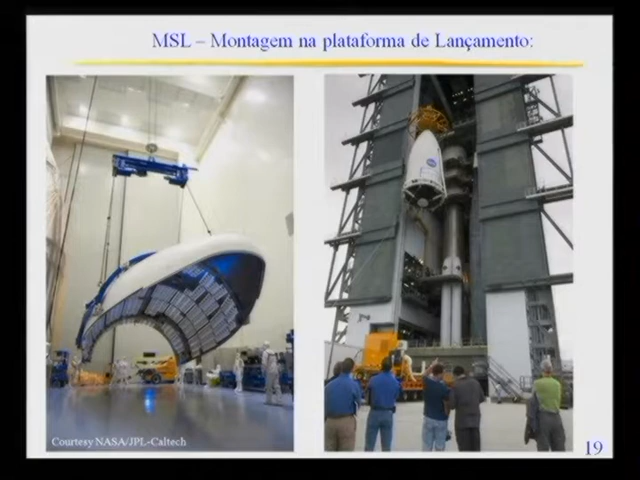 MSL – Montagem na plataforma de Lançamento:
Courtesy NASA/JPL-Caltech
19